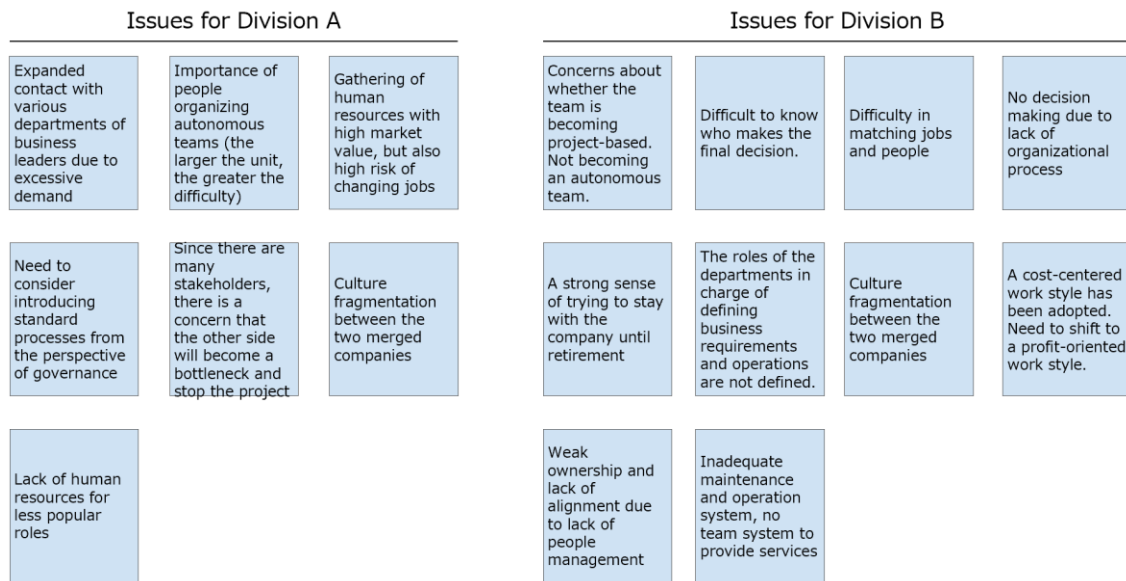 Issues for Division A
Expanded
contact with
various
departments of
business
leaders due to
excessive
demand
Importance of
people
organizing
autonomous
teams (the
larger the unit,
the greater the
difficulty)
Gathering of
human
resources with
high market
value, but also
high risk of
changing jobs
Need to
consider
introducing
standard
processes from
the perspective
of governance
Since there are
many
stakeholders,
there is a
concern that
the other side
will become a
bottleneck and
stop the project
Culture
fragmentation
between the
two merged
companies
Lack of human
resources for
less popular
roles
Issues for Division B
Concerns about
whether the
team is
becoming
project-based.
Not becoming
an autonomous
team.
Difficult to know
who makes the
final decision.
Difficulty in
matching jobs
and people
No decision
making due to
lack of
organizational
process
A strong sense
of trying to stay
with the
company until
retirement
The roles of the
departments in
charge of
defining
business
requirements
and operations
are not defined.
Culture
fragmentation
between the
two merged
companies
A cost-centered
work style has
been adopted.
Need to shift to
a profit-oriented
work style.
Weak
ownership and
lack of
alignment due
to lack of
people
management
Inadequate
maintenance
and operation
system, no
team system to
provide services